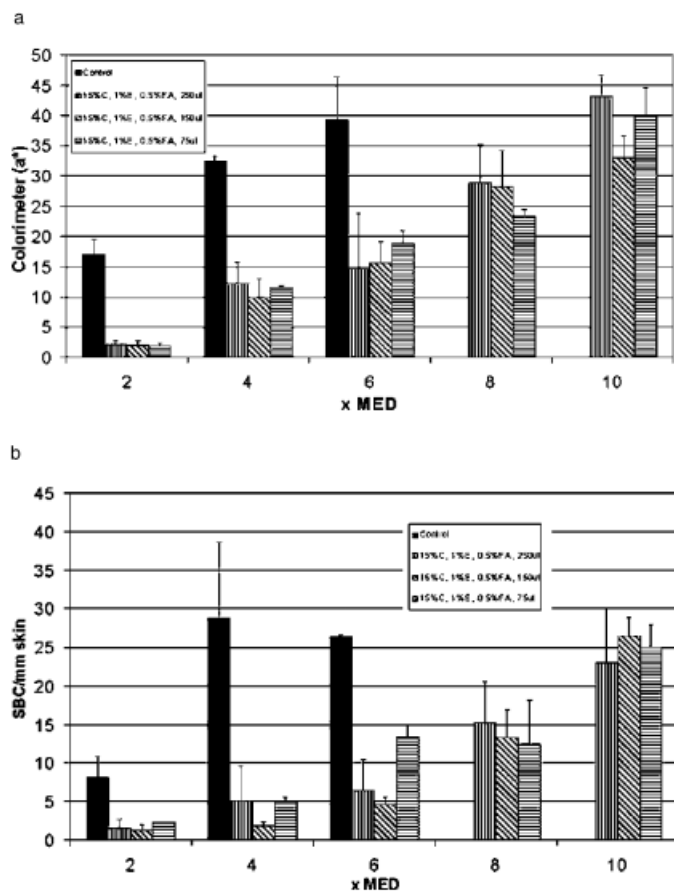 a
50
45
40
35
30
25
20
15
10
5
0
Colorimeter (a*)
Control
15%C, 1%E, 0.5%FA, 250ul
15%C, 1%E, 0.5%FA, 150ul
15%C, 1%E, 0.5%FA, 75ul
2 4 6 8 10
x MED
b
45
40
35
30
25
20
15
10
5
0
SBC/mm skin
Control
15%C, 1%E, 0.5%FA, 250ul
15%C, 1%E, 0.5%FA, 150ul
15%C, 1%E, 0.5%FA, 75ul
2 4 6 8 10
x MED